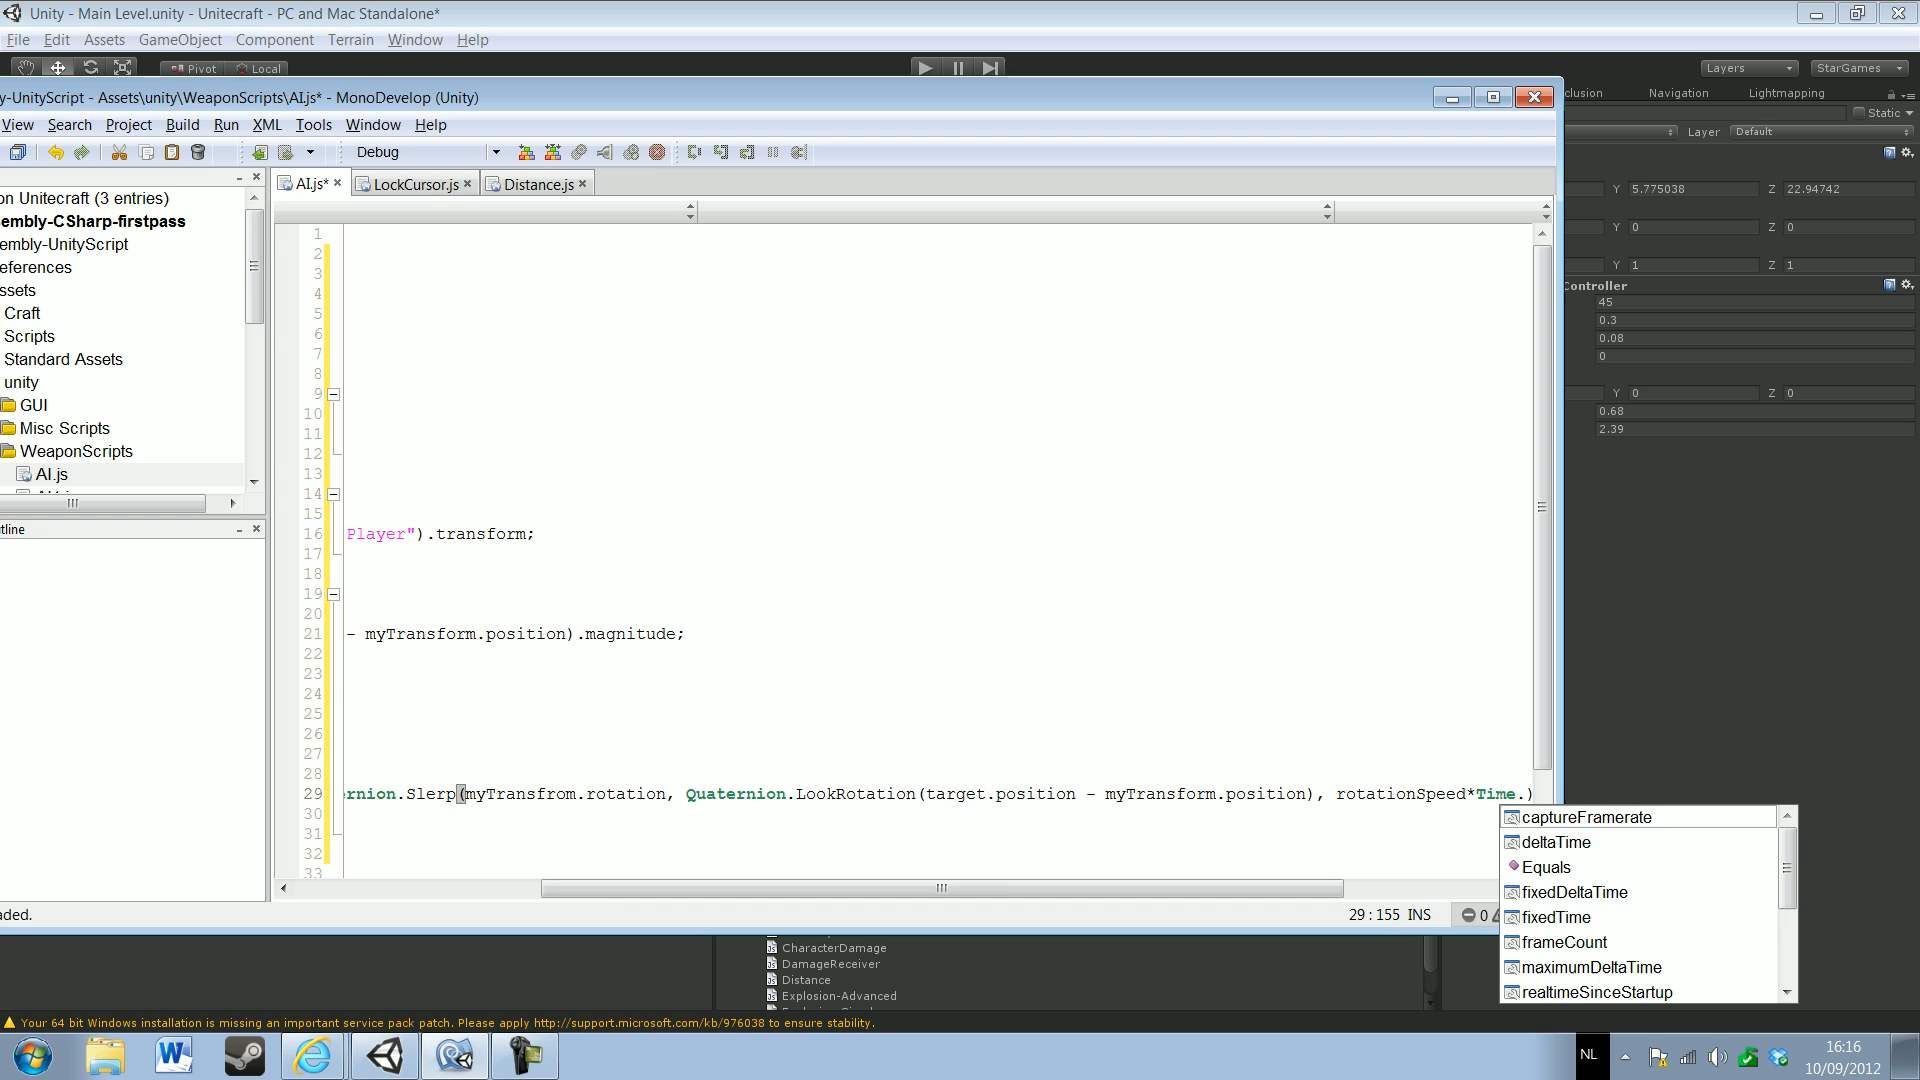 Unity - Main Level.unity - Unitecraft - PC and Mac Standalone*
File Edit Assets GameObject Component Terrain Window Help
Pivot Local
Layers
StarGames
y-UnityScript - Assets\unity\WeaponScripts\AI.js* - MonoDevelop (Unity)
clusion Navigation Lightmapping
Static
View Search Project Build Run XML Tools Window Help
Layer Default
Debug
on Unitecraft (3 entries)
embly-CSharp-firstpass
embly-UnityScript
eferences
ssets
Craft
Scripts
Standard Assets
unity
GUI
Misc Scripts
WeaponScripts
AI.js
utline
AI.js* LockCursor.js Distance.js
1
2
3
4
5
6
7
8
9
10
11
12
13
14
15
16 Player").transform;
17
18
19
20
21 - myTransform.position).magnitude;
22
23
24
25
26
27
28
29 ernion.Slerp(myTransfrom.rotation, Quaternion.LookRotation(target.position - myTransform.position), rotationSpeed*Time.)
30
31
32
33
captureFramerate
deltaTime
Equals
fixedDeltaTime
fixedTime
frameCount
maximumDeltaTime
realtimeSinceStartup
Y 5.775038 Z 22.94742
Y 0 Z 0
Y 1 Z 1
Controller
45
0.3
0.08
0
Y 0 Z 0
0.68
2.39
aded.
29 : 155 INS
0
CharacterDamage
DamageReceiver
Distance
Explosion-Advanced
Your 64 bit Windows installation is missing an important service pack patch. Please apply http://support.microsoft.com/kb/976038 to ensure stability.
NL
16:16
10/09/2012